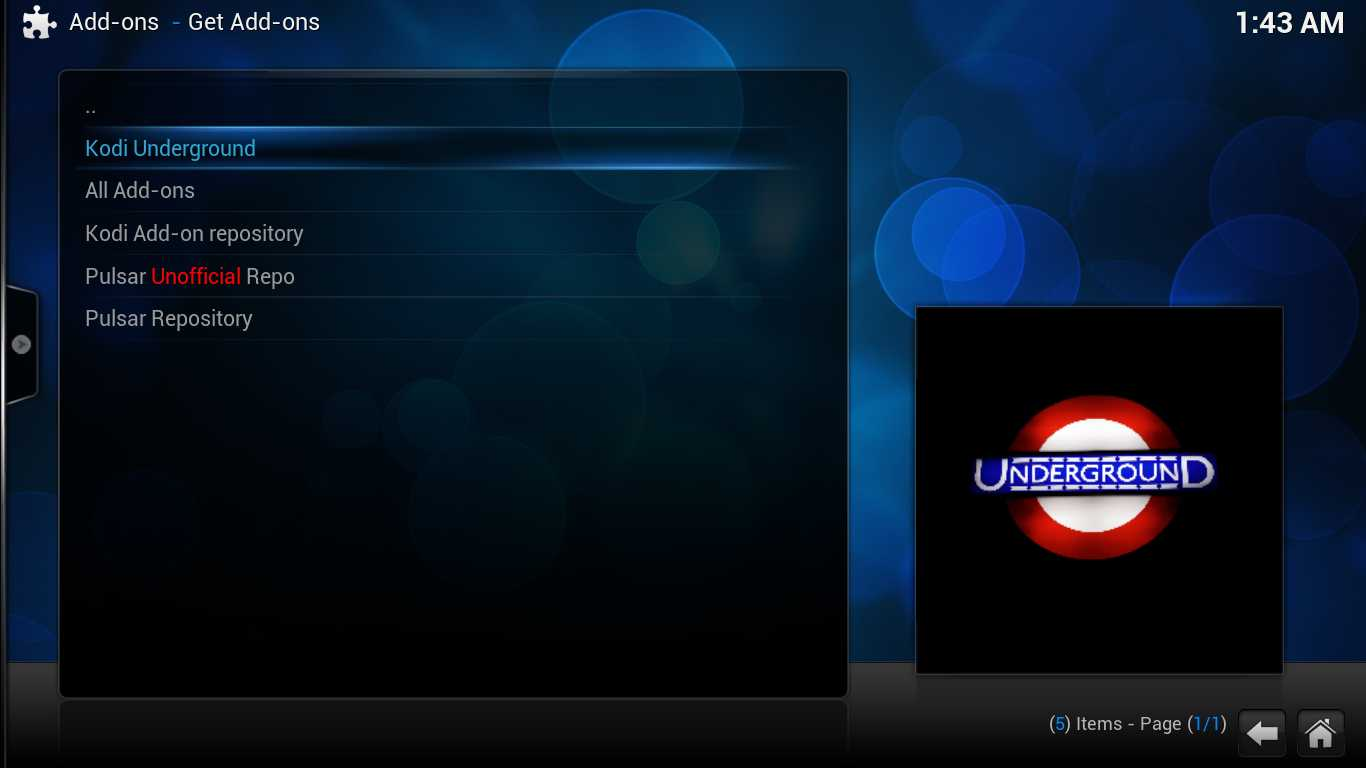 Add-ons - Get Add-ons
1:43 AM
..
Kodi Underground
All Add-ons
Kodi Add-on repository
Pulsar Unofficial Repo
Pulsar Repository
UNDERGROUND
(5) Items - Page (1/1)